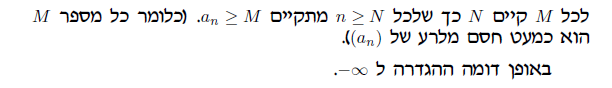 לכל M קיים N כך שלכל n ≥ N מתקיים a_n ≥ M. (כלומר כל מספר M
הוא כמעט חסם מלרע של (a_n)).
באופן דומה ההגדרה ל −∞.